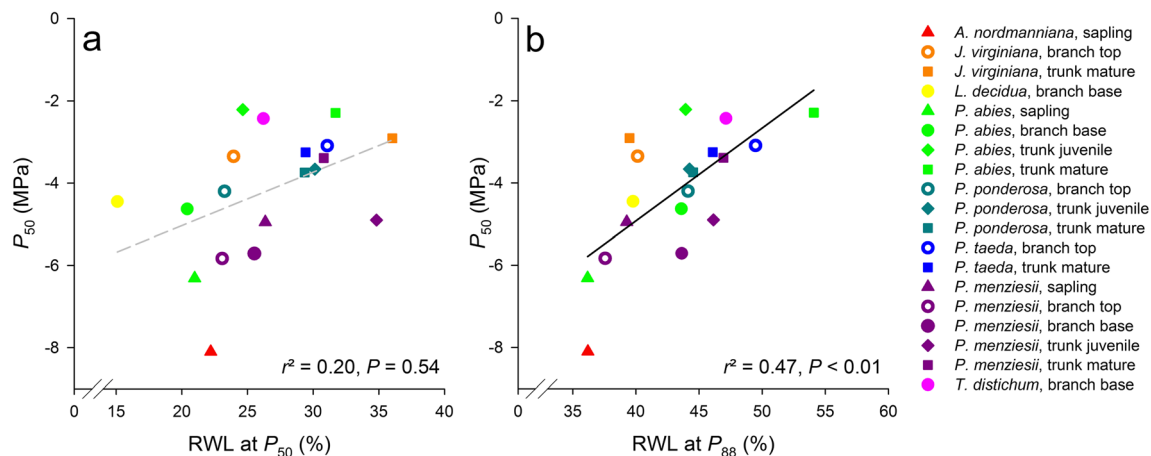 a
0
-2
-4
-6
-8
P50 (MPa)
r² = 0.20, P = 0.54
0 15 20 25 30 35 40
RWL at P50 (%)
b
0
-2
-4
-6
-8
P50 (MPa)
r² = 0.47, P < 0.01
0 35 40 45 50 55 60
RWL at P88 (%)
A. nordmanniana, sapling
J. virginiana, branch top
J. virginiana, trunk mature
L. decidua, branch base
P. abies, sapling
P. abies, branch base
P. abies, trunk juvenile
P. abies, trunk mature
P. ponderosa, branch top
P. ponderosa, trunk juvenile
P. ponderosa, trunk mature
P. taeda, branch top
P. taeda, trunk mature
P. menziesii, sapling
P. menziesii, branch top
P. menziesii, branch base
P. menziesii, trunk juvenile
P. menziesii, trunk mature
T. distichum, branch base